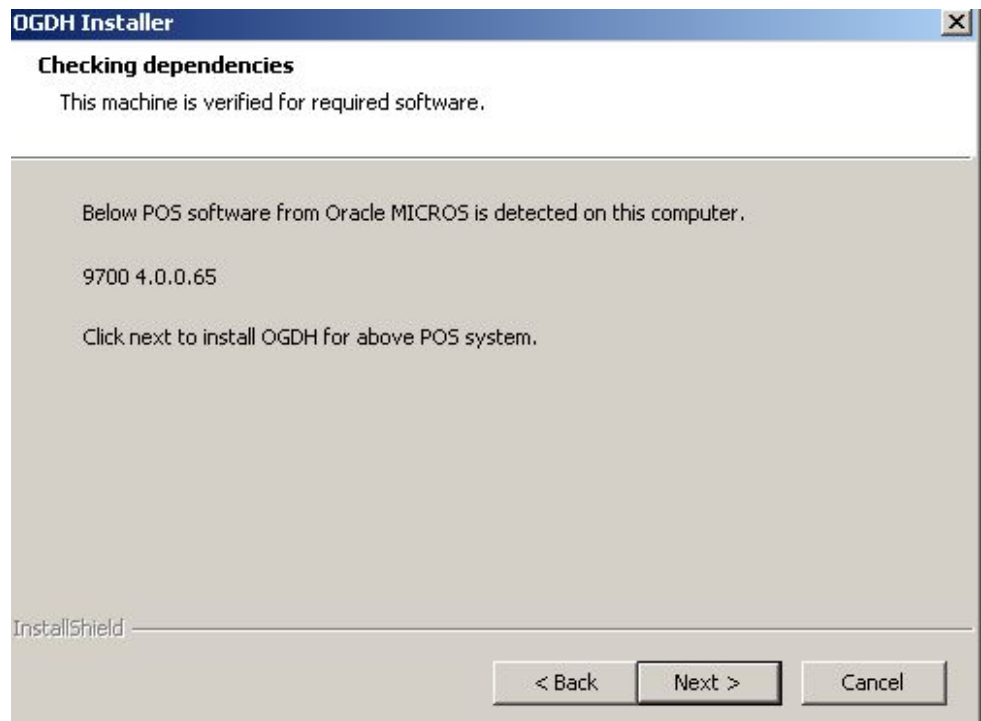 OGDH Installer
Checking dependencies
This machine is verified for required software.
Below POS software from Oracle MICROS is detected on this computer.
9700 4.0.0.65
Click next to install OGDH for above POS system.
InstallShield
< Back
Next >
Cancel